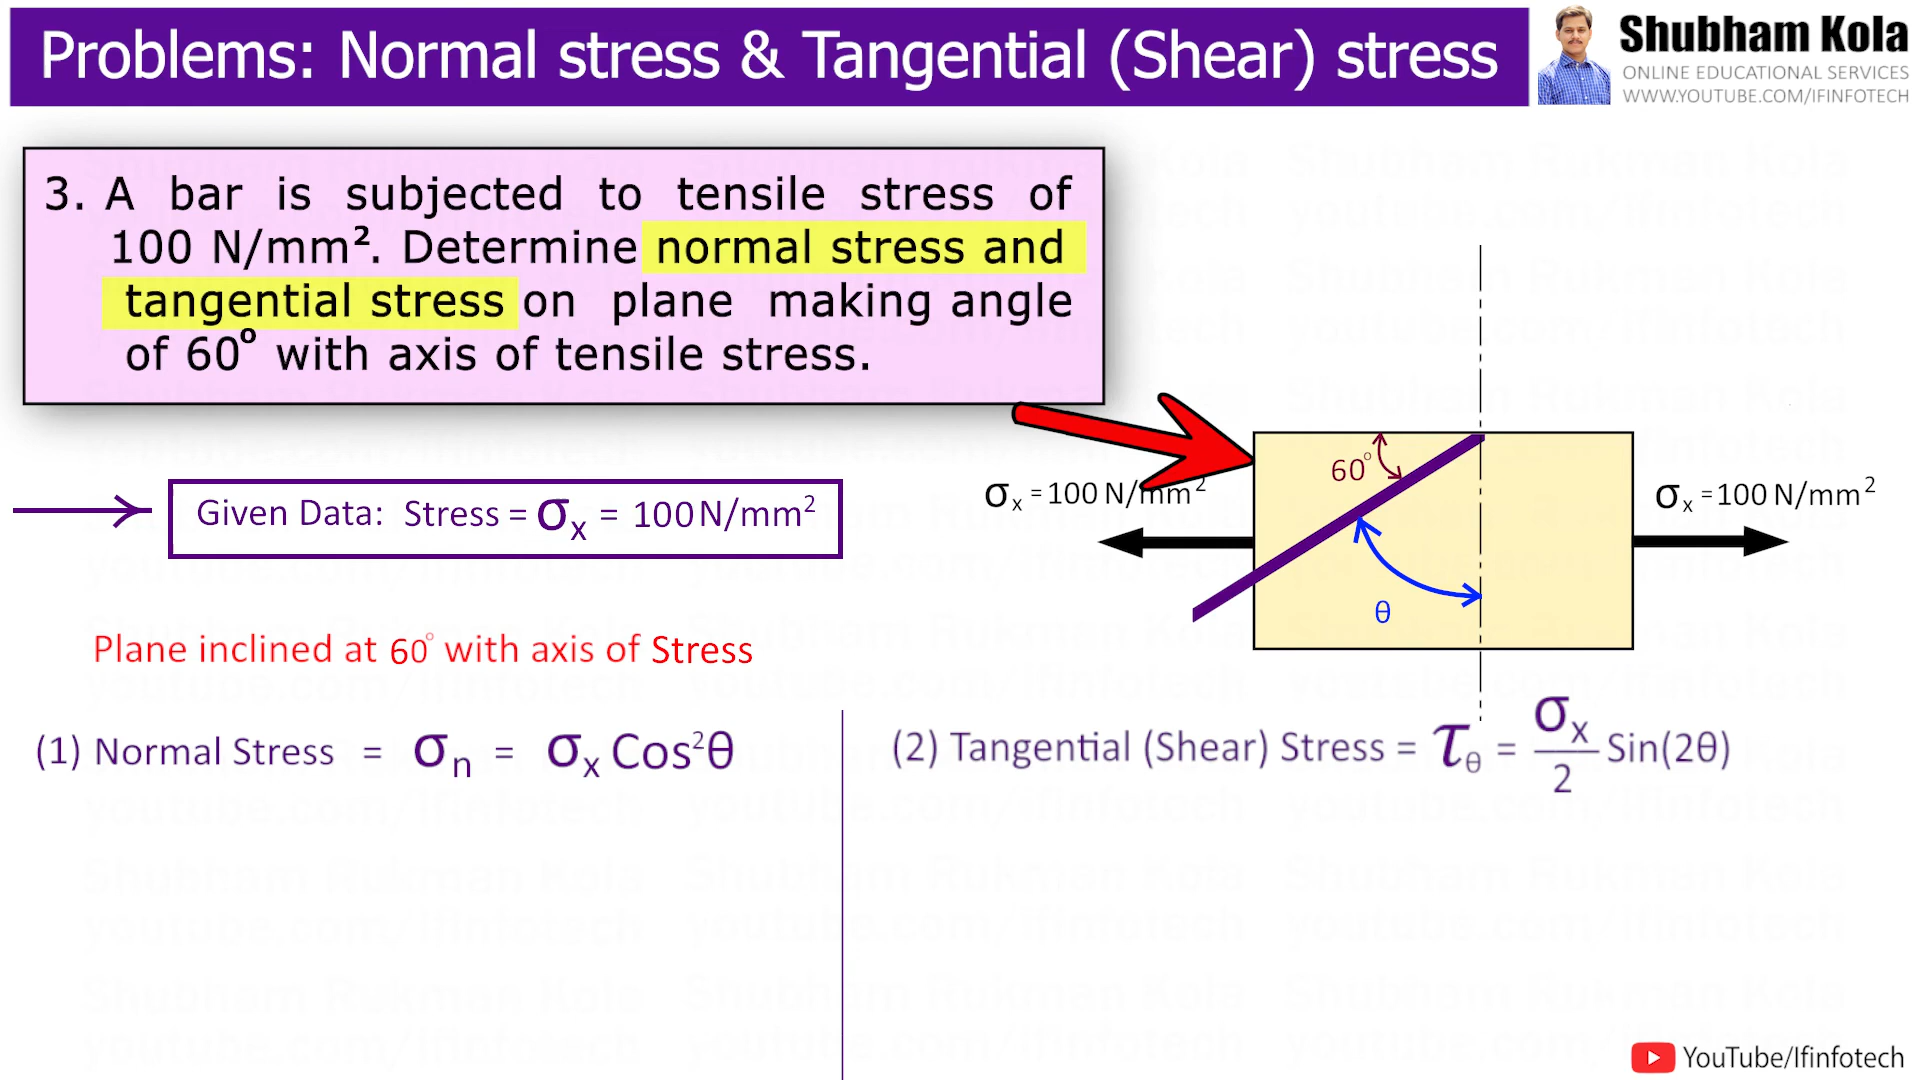 Problems: Normal stress & Tangential (Shear) stress
Shubham Kola
ONLINE EDUCATIONAL SERVICES
WWW.YOUTUBE.COM/IFINFOTECH
3. A bar is subjected to tensile stress of
100 N/mm². Determine normal stress and
tangential stress on plane making angle
of 60° with axis of tensile stress.
Given Data: Stress = σx = 100 N/mm²
σx = 100 N/mm²
60°
θ
σx = 100 N/mm²
Plane inclined at 60° with axis of Stress
(1) Normal Stress = σn = σx Cos²θ
(2) Tangential (Shear) Stress = τθ = σx/2 Sin(2θ)
YouTube/Ifinfotech